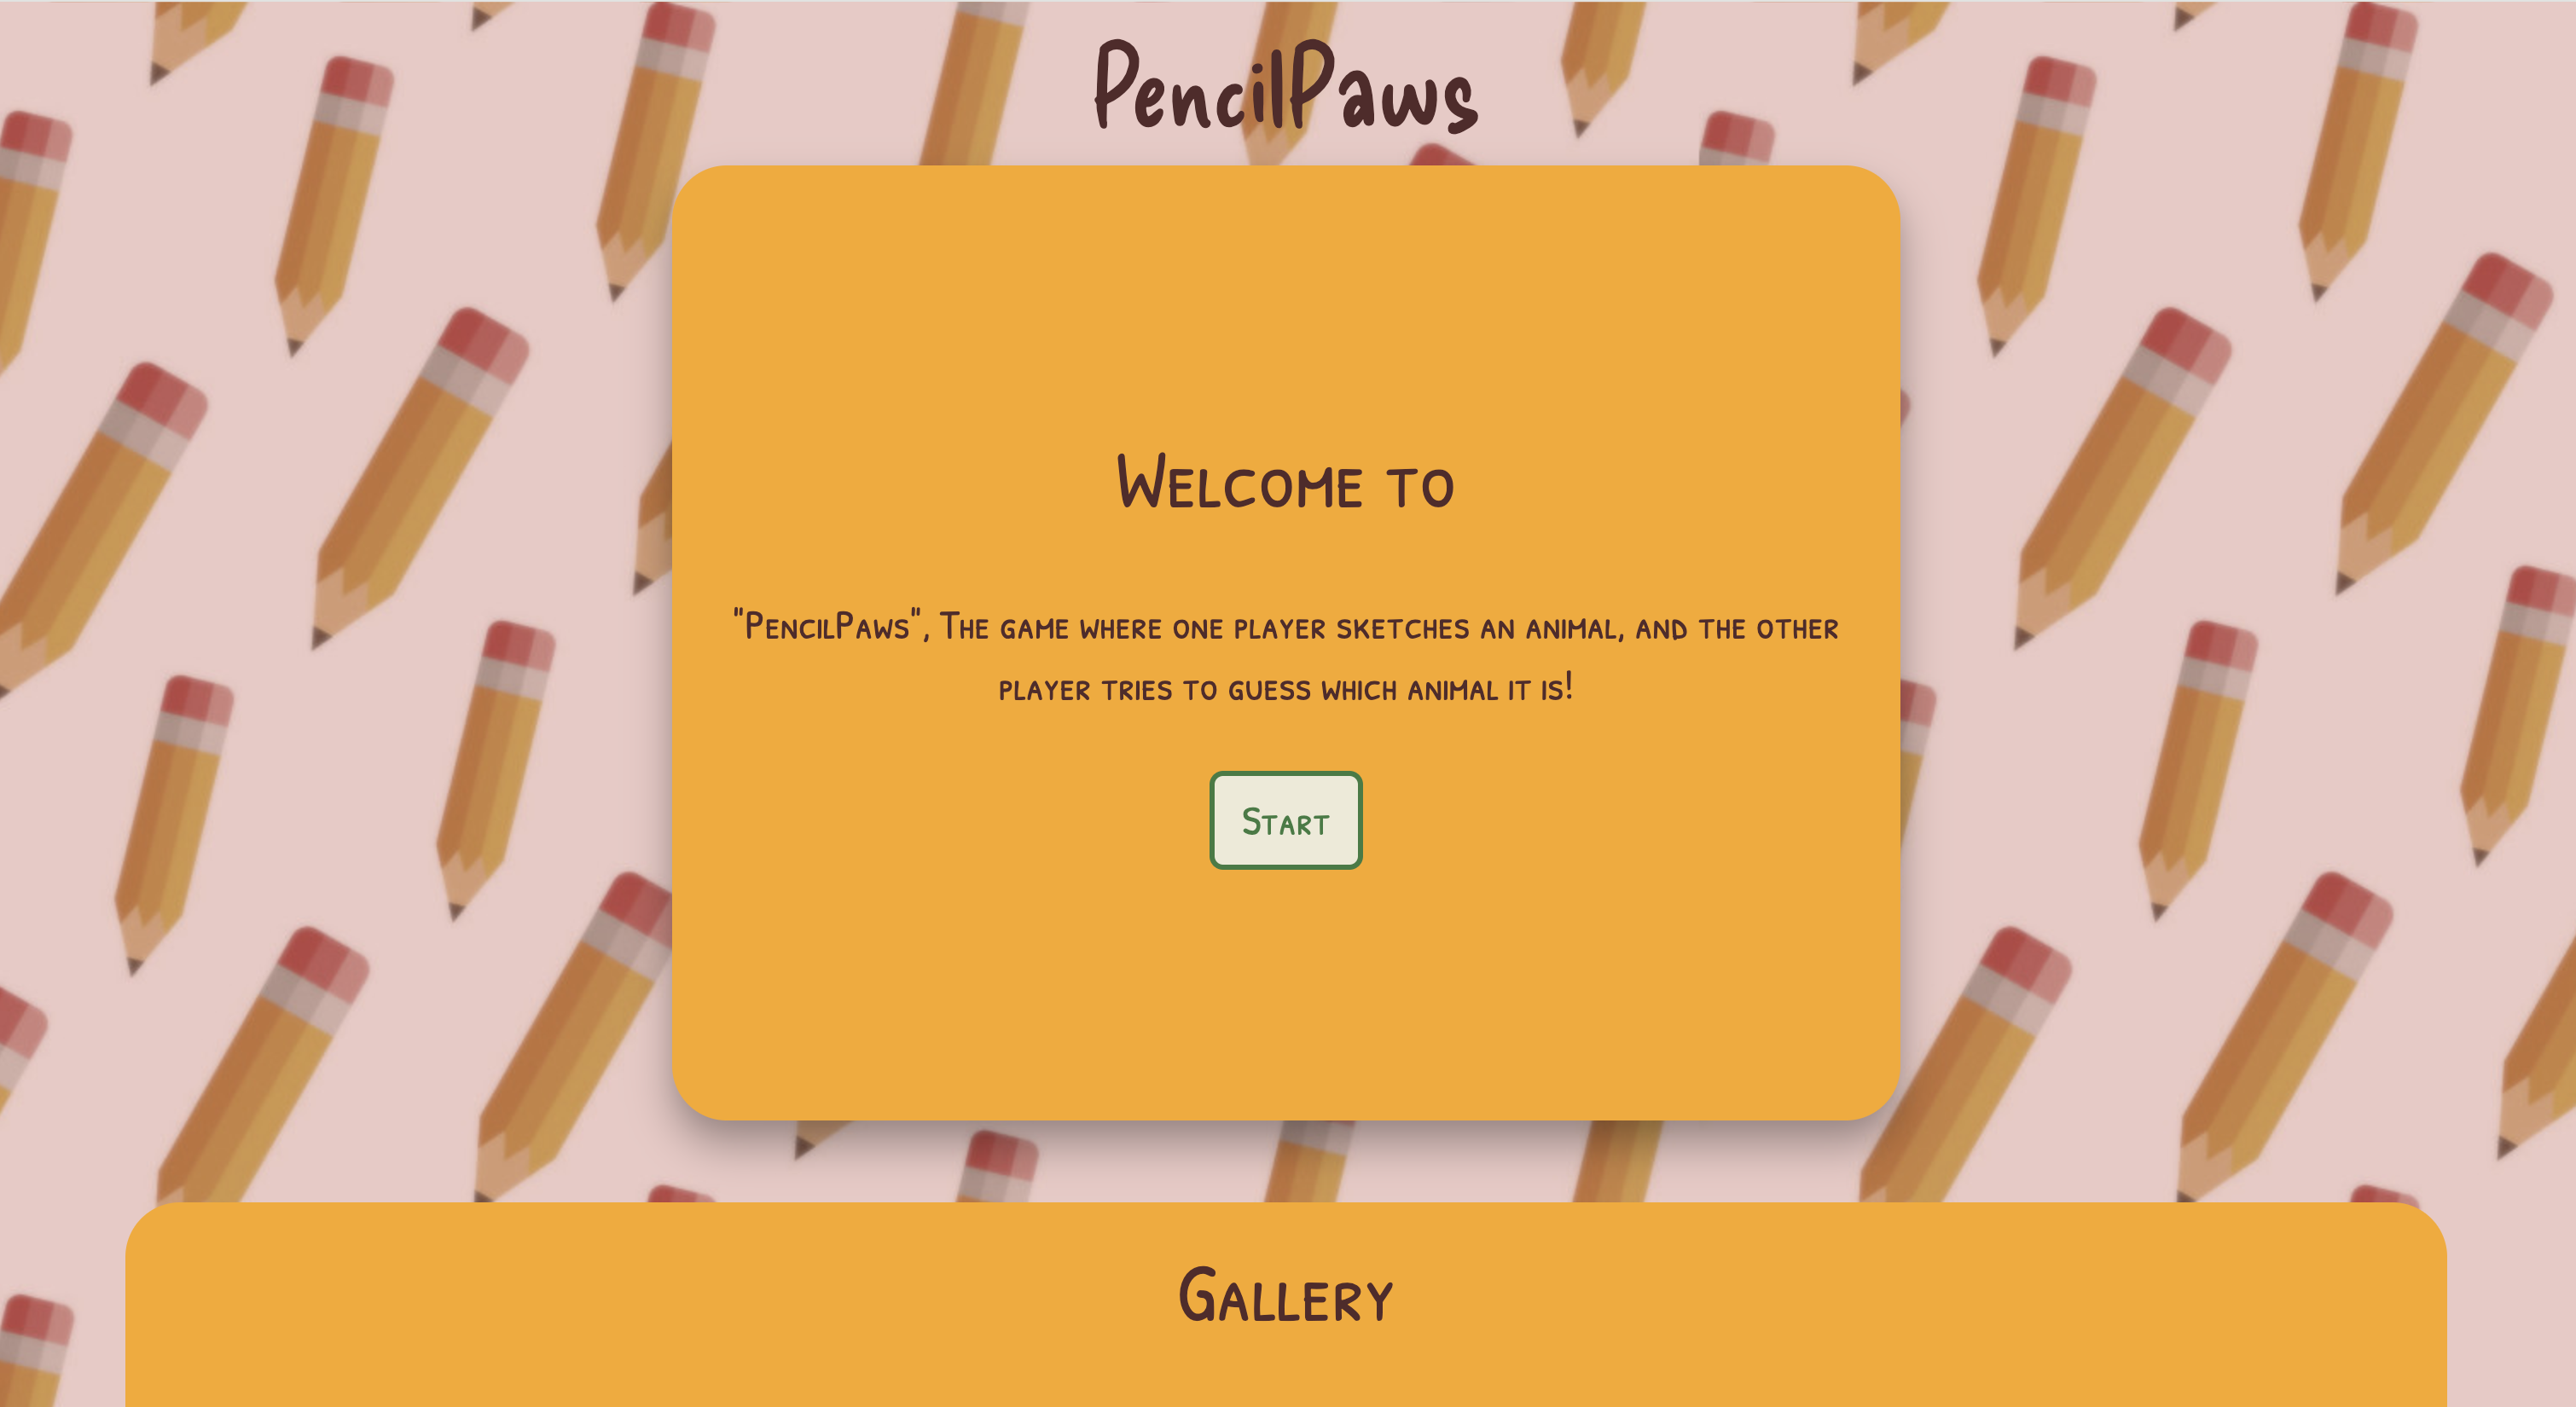 PencilPaws
Welcome to
"PencilPaws", The game where one player sketches an animal, and the other
player tries to guess which animal it is!
Start
Gallery